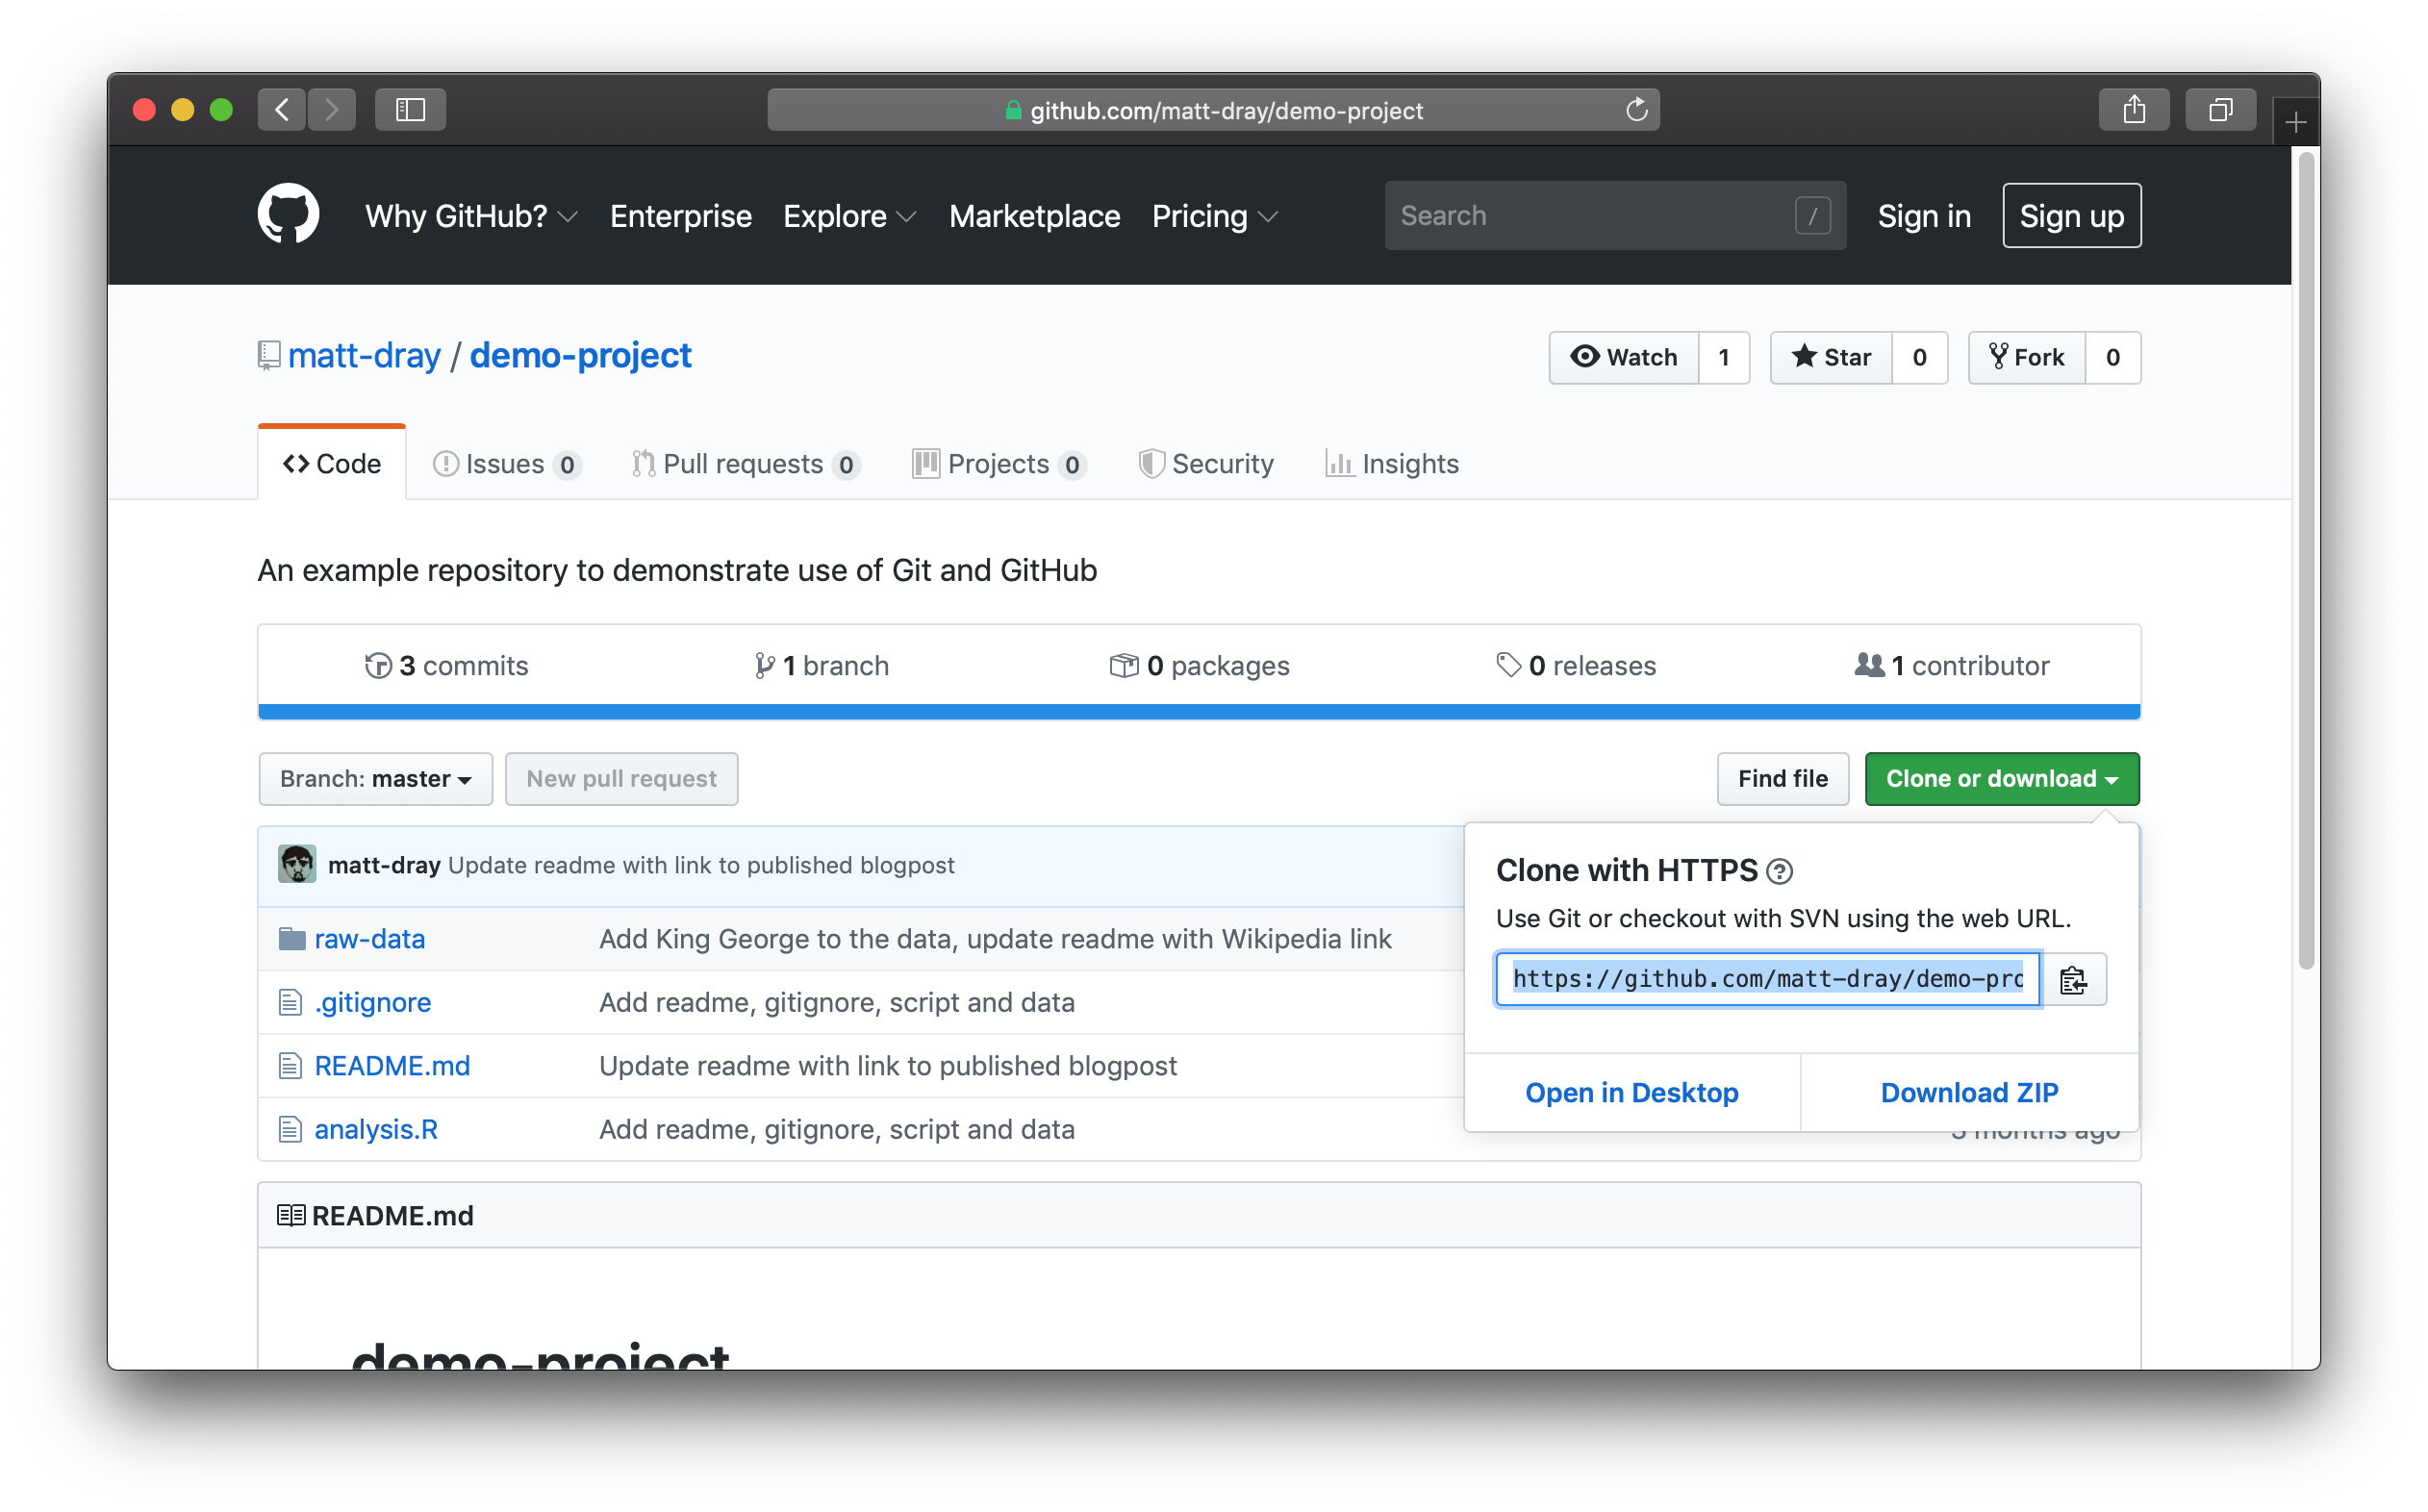 github.com/matt-dray/demo-project
Why GitHub? Enterprise Explore Marketplace Pricing Search / Sign in Sign up
matt-dray / demo-project Watch 1 Star 0 Fork 0
Code Issues 0 Pull requests 0 Projects 0 Security Insights
An example repository to demonstrate use of Git and GitHub
3 commits 1 branch 0 packages 0 releases 1 contributor
Branch: master New pull request Find file Clone or download
matt-dray Update readme with link to published blogpost
raw-data Add King George to the data, update readme with Wikipedia link
.gitignore Add readme, gitignore, script and data
README.md Update readme with link to published blogpost
analysis.R Add readme, gitignore, script and data
Clone with HTTPS
Use Git or checkout with SVN using the web URL.
https://github.com/matt-dray/demo-pro
Open in Desktop Download ZIP
months ago
README.md
demo-project